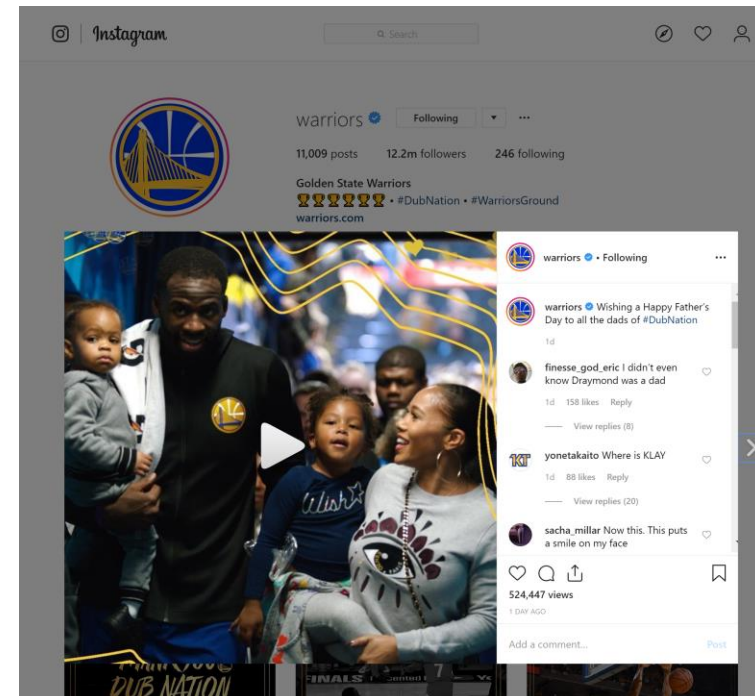 Instagram
Search
warriors
Following
11,009 posts 12.2m followers 246 following
Golden State Warriors
🏆🏆🏆🏆🏆🏆 • #DubNation • #WarriorsGround
warriors.com
warriors • Following
warriors Wishing a Happy Father's
Day to all the dads of #DubNation
1d
finesse_god_eric I didn't even
know Draymond was a dad
1d 158 likes Reply
View replies (8)
yonetakaito Where is KLAY
1d 88 likes Reply
View replies (20)
sacha_millar Now this. This puts
a smile on my face
524,447 views
1 DAY AGO
Add a comment... Post
Wish
DUB NATION
FINALS
7